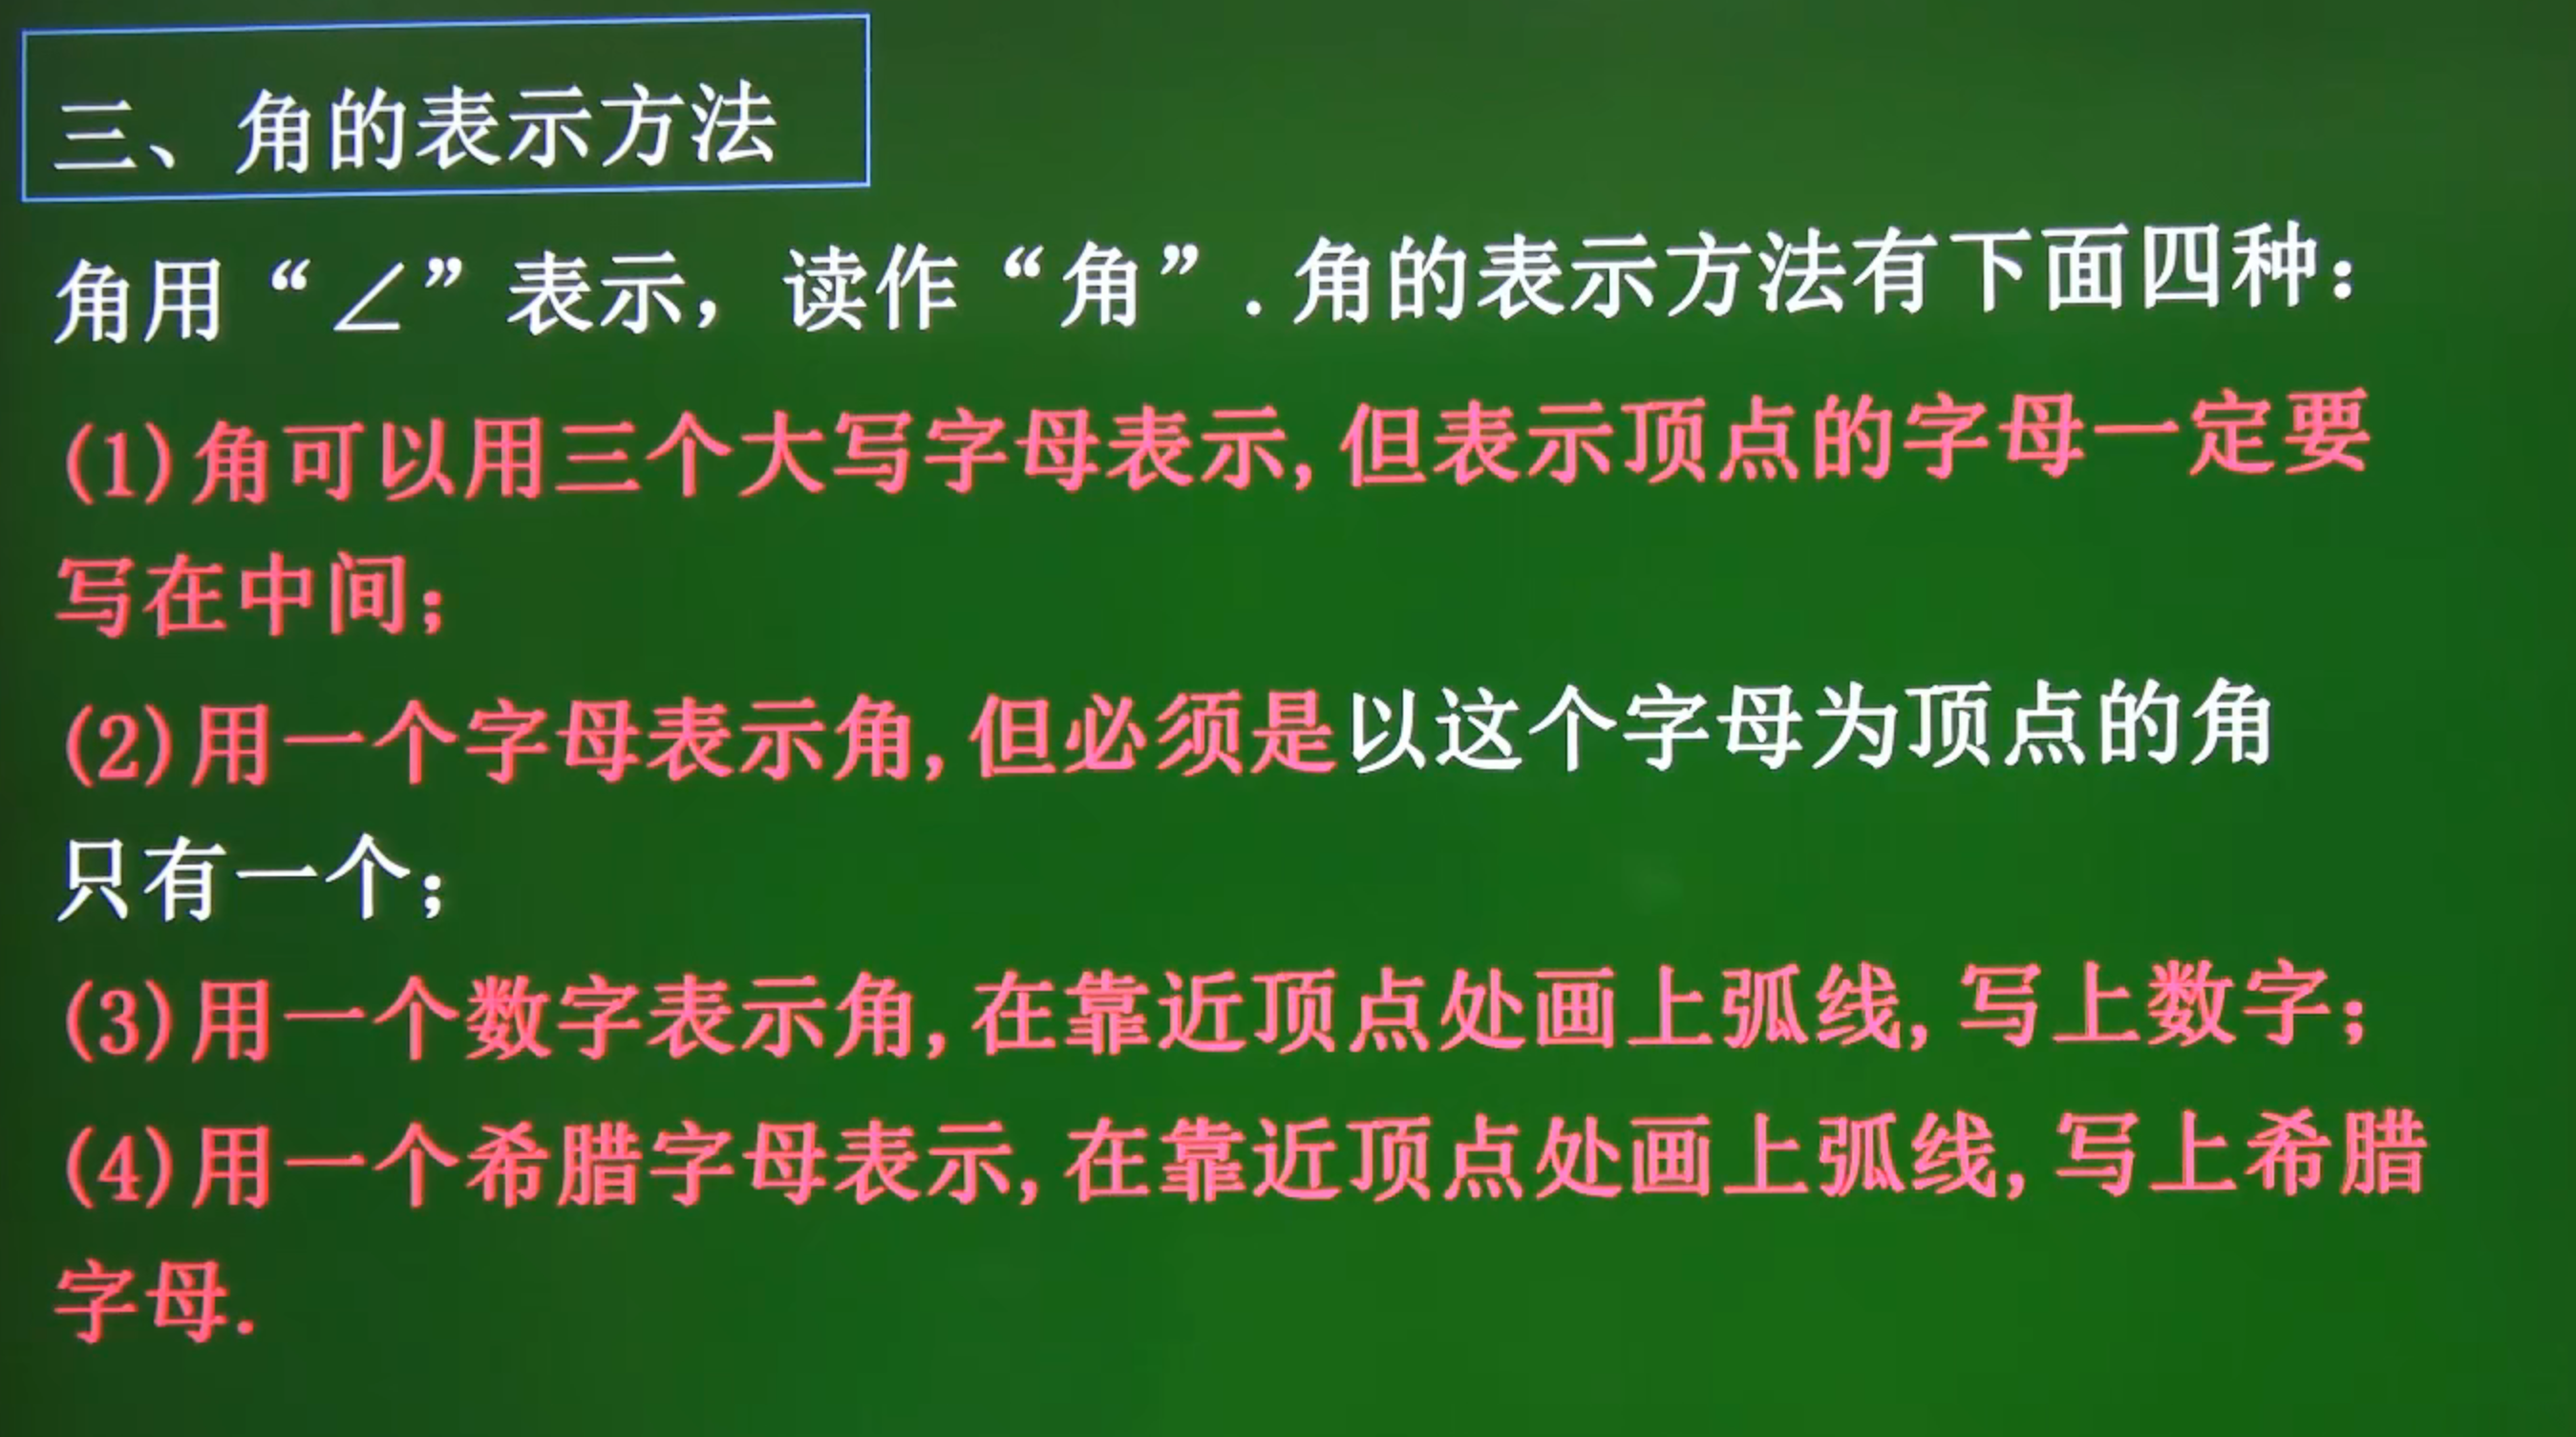 三、角的表示方法
角用“∠”表示，读作“角”.角的表示方法有下面四种：
(1)角可以用三个大写字母表示,但表示顶点的字母一定要
写在中间；
(2)用一个字母表示角,但必须是以这个字母为顶点的角
只有一个；
(3)用一个数字表示角,在靠近顶点处画上弧线,写上数字；
(4)用一个希腊字母表示,在靠近顶点处画上弧线,写上希腊
字母.